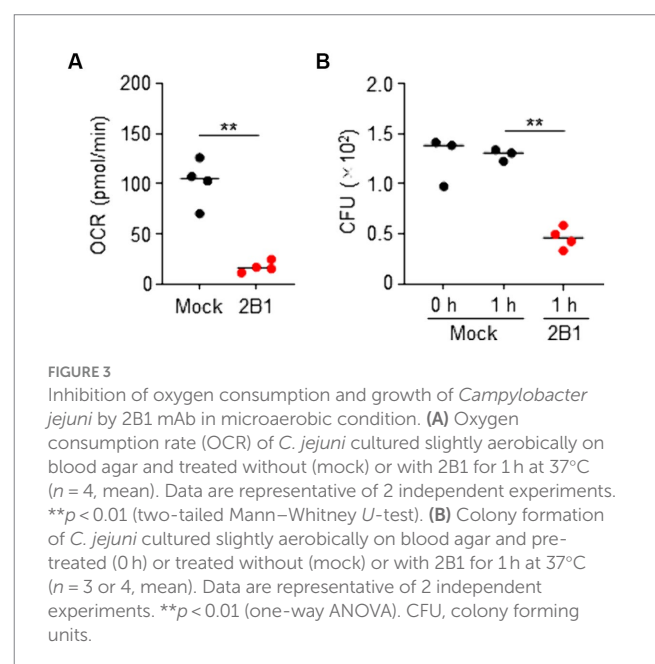 A
B
200
150
100
50
0
OCR (pmol/min)
**
Mock 2B1
2.0
1.5
1.0
0.5
0
CFU (×10²)
**
0 h 1 h 1 h
Mock 2B1
FIGURE 3
Inhibition of oxygen consumption and growth of Campylobacter
jejuni by 2B1 mAb in microaerobic condition. (A) Oxygen
consumption rate (OCR) of C. jejuni cultured slightly aerobically on
blood agar and treated without (mock) or with 2B1 for 1 h at 37°C
(n = 4, mean). Data are representative of 2 independent experiments.
**p < 0.01 (two-tailed Mann–Whitney U-test). (B) Colony formation
of C. jejuni cultured slightly aerobically on blood agar and pre-
treated (0 h) or treated without (mock) or with 2B1 for 1 h at 37°C
(n = 3 or 4, mean). Data are representative of 2 independent
experiments. **p < 0.01 (one-way ANOVA). CFU, colony forming
units.